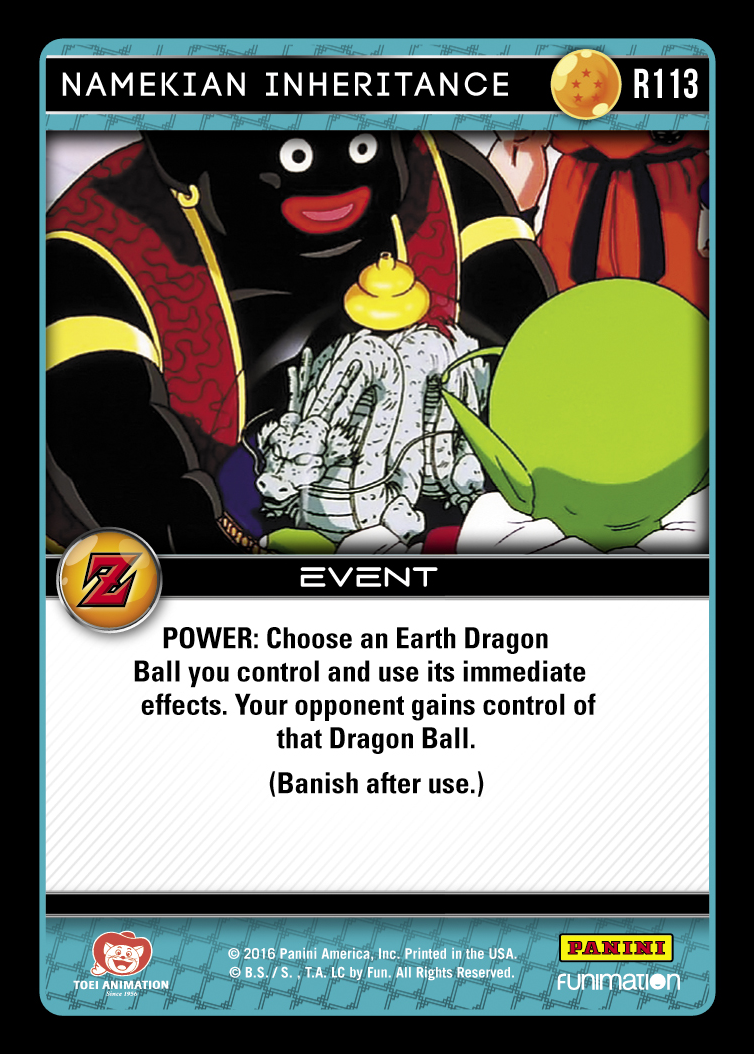 NAMEKIAN INHERITANCE
R113
Z
EVENT
POWER: Choose an Earth Dragon
Ball you control and use its immediate
effects. Your opponent gains control of
that Dragon Ball.
(Banish after use.)
TOEI ANIMATION
Since 1956
© 2016 Panini America, Inc. Printed in the USA.
© B.S. / S. , T.A. LC by Fun. All Rights Reserved.
PANINI
FUNIMATION